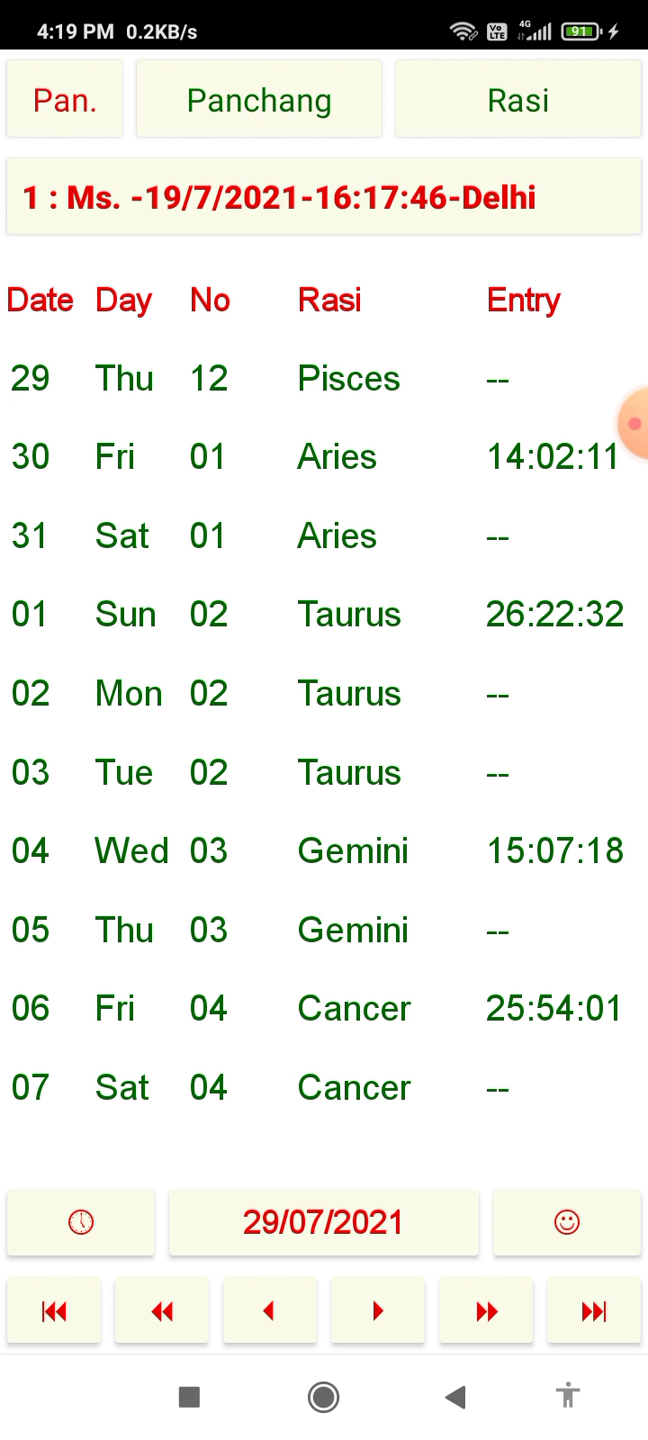 4:19 PM 0.2KB/s Vo LTE 4G 91
Pan. Panchang Rasi
1 : Ms. -19/7/2021-16:17:46-Delhi
Date Day No Rasi Entry
29 Thu 12 Pisces --
30 Fri 01 Aries 14:02:11
31 Sat 01 Aries --
01 Sun 02 Taurus 26:22:32
02 Mon 02 Taurus --
03 Tue 02 Taurus --
04 Wed 03 Gemini 15:07:18
05 Thu 03 Gemini --
06 Fri 04 Cancer 25:54:01
07 Sat 04 Cancer --
29/07/2021